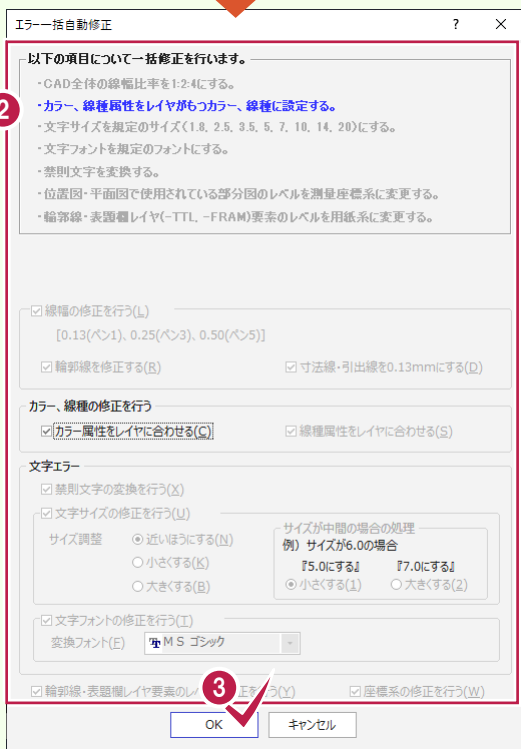 エラー一括自動修正 ? ×
以下の項目について一括修正を行います。
・CAD全体の線幅比率を1:2:4にする。
・カラー、線種属性をレイヤがもつカラー、線種に設定する。
・文字サイズを規定のサイズ(1.8, 2.5, 3.5, 5, 7, 10, 14, 20)にする。
・文字フォントを規定のフォントにする。
・禁則文字を変換する。
・位置図・平面図で使用されている部分図のレベルを測量座標系に変更する。
・輪郭線・表題欄レイヤ(-TTL, -FRAM)要素のレベルを用紙系に変更する。
2
線幅の修正を行う(L)
[0.13(ペン1)、0.25(ペン3)、0.50(ペン5)]
輪郭線を修正する(R) 寸法線・引出線を0.13mmにする(D)
カラー、線種の修正を行う
カラー属性をレイヤに合わせる(C) 線種属性をレイヤに合わせる(S)
文字エラー
禁則文字の変換を行う(X)
文字サイズの修正を行う(U)
サイズ調整 近いほうにする(N)
小さくする(K)
大きくする(B)
サイズが中間の場合の処理
例）サイズが6.0の場合
『5.0にする』 『7.0にする』
小さくする(1) 大きくする(2)
文字フォントの修正を行う(T)
変換フォント(F) MS ゴシック
輪郭線・表題欄レイヤ要素のレ 正を行う(Y) 座標系の修正を行う(W)
3
OK キャンセル